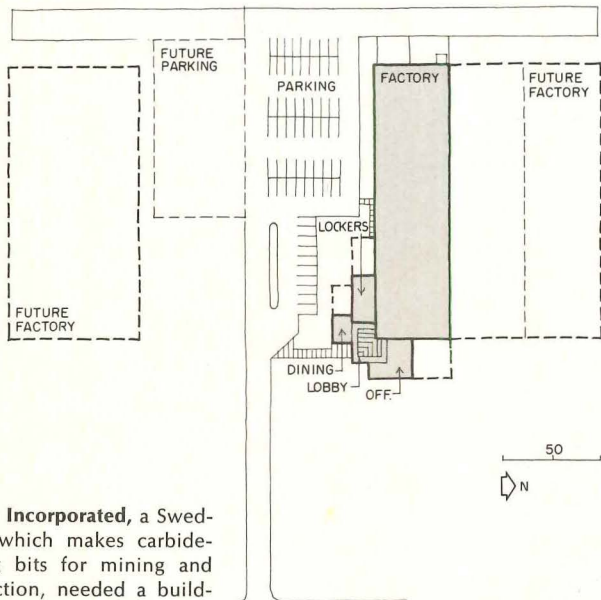 FUTURE
PARKING
PARKING
FACTORY
FUTURE
FACTORY
LOCKERS
FUTURE
FACTORY
DINING
LOBBY
OFF.
50
N
Incorporated, a Swed-
which makes carbide-
bits for mining and
ction, needed a build-